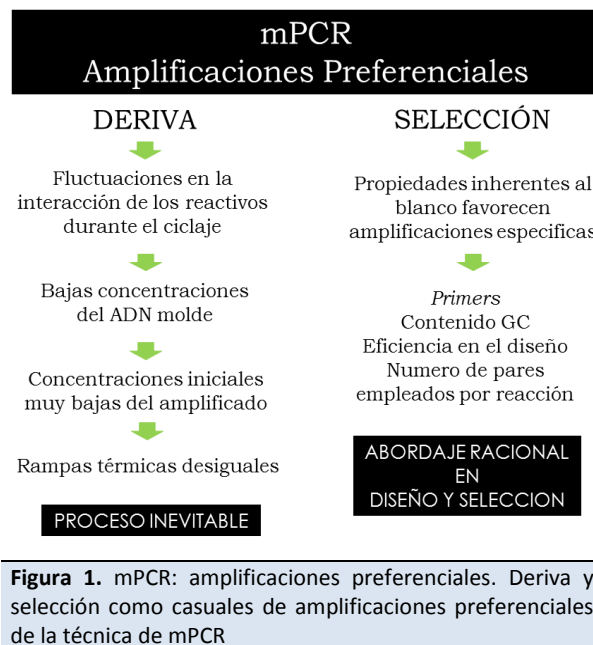 mPCR
Amplificaciones Preferenciales
DERIVA
Fluctuaciones en la
interacción de los reactivos
durante el ciclaje
Bajas concentraciones
del ADN molde
Concentraciones iniciales
muy bajas del amplificado
Rampas térmicas desiguales
PROCESO INEVITABLE
SELECCIÓN
Propiedades inherentes al
blanco favorecen
amplificaciones especificas
Primers
Contenido GC
Eficiencia en el diseño
Numero de pares
empleados por reacción
ABORDAJE RACIONAL
EN
DISEÑO Y SELECCION
Figura 1. mPCR: amplificaciones preferenciales. Deriva y
selección como casuales de amplificaciones preferenciales
de la técnica de mPCR